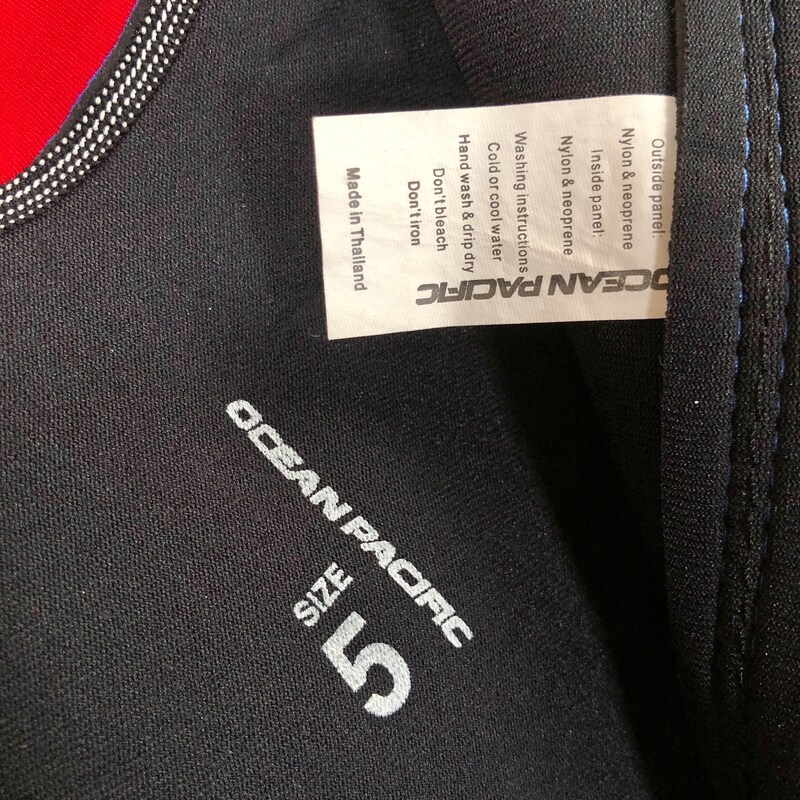 Outside panel:
Nylon & neoprene
Inside panel:
Nylon & neoprene
Washing instructions
Cold or cool water
Hand wash & drip dry
Don't bleach
Don't iron
Made in Thailand
OCEAN PACIFIC
OCEAN PACIFIC
SIZE
5